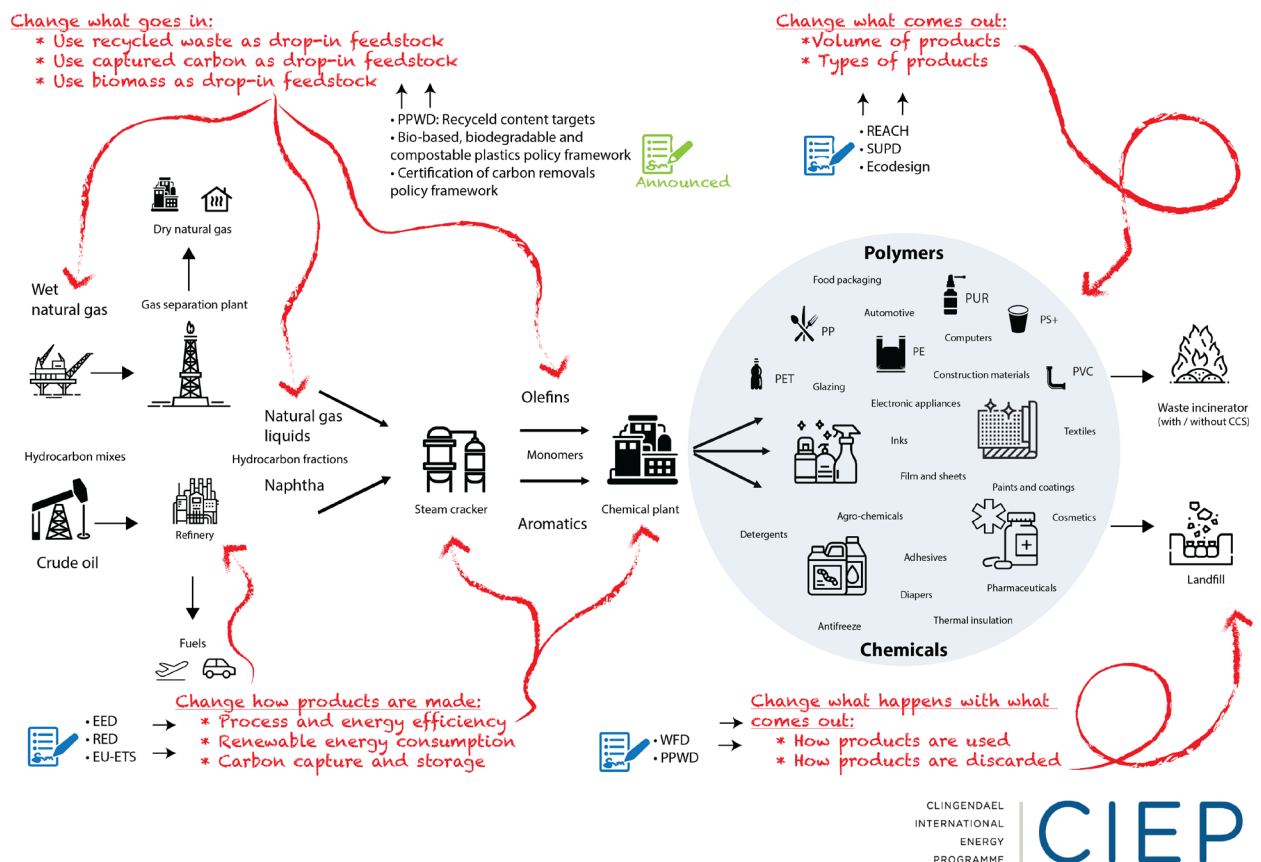 Change what goes in:
* Use recycled waste as drop-in feedstock
* Use captured carbon as drop-in feedstock
* Use biomass as drop-in feedstock
• PPWD: Recyceld content targets
• Bio-based, biodegradable and
compostable plastics policy framework
• Certification of carbon removals
policy framework
Announced
Change what comes out:
*Volume of products
* Types of products
• REACH
• SUPD
• Ecodesign
Dry natural gas
Wet
natural gas
Gas separation plant
Hydrocarbon mixes
Crude oil
Refinery
Fuels
Natural gas
liquids
Hydrocarbon fractions
Naphtha
Steam cracker
Olefins
Monomers
Aromatics
Chemical plant
Polymers
Food packaging
PUR
Automotive
PS+
PP
Computers
PE
PET
Glazing
Construction materials
PVC
Electronic appliances
Inks
Textiles
Film and sheets
Paints and coatings
Agro-chemicals
Cosmetics
Detergents
Adhesives
Diapers
Pharmaceuticals
Antifreeze
Thermal insulation
Chemicals
Waste incinerator
(with / without CCS)
Landfill
• EED
• RED
• EU-ETS
Change how products are made:
* Process and energy efficiency
* Renewable energy consumption
* Carbon capture and storage
• WFD
• PPWD
Change what happens with what
comes out:
* How products are used
* How products are discarded
CLINGENDAEL
INTERNATIONAL
ENERGY
PROGRAMME
CIEP